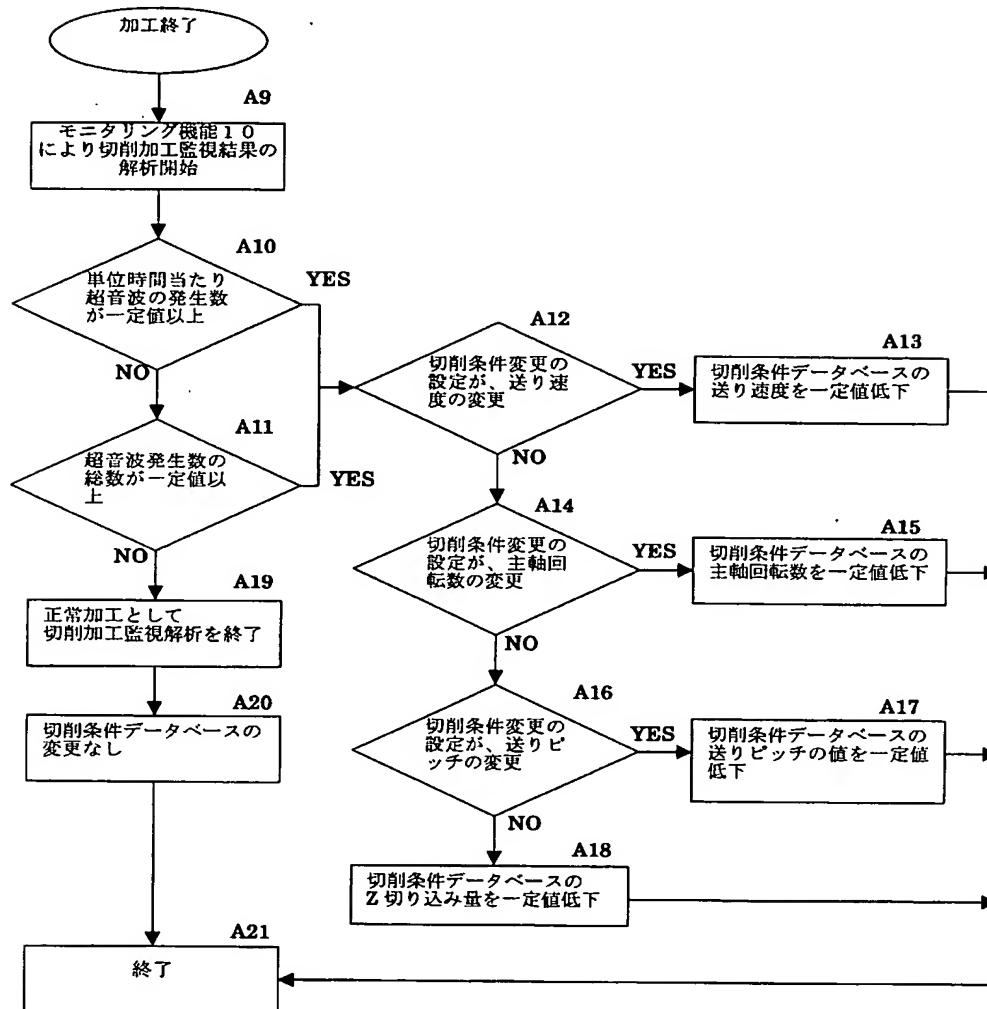 加工終了
A9
モニタリング機能１０
により切削加工監視結果の
解析開始
A10
単位時間当たり
超音波の発生数
が一定値以上
YES
NO
A11
超音波発生数の
総数が一定値以
上
YES
NO
A19
正常加工として
切削加工監視解析を終了
A20
切削条件データベースの
変更なし
A21
終了
A12
切削条件変更の
設定が、送り速
度の変更
YES
NO
A13
切削条件データベースの
送り速度を一定値低下
A14
切削条件変更の
設定が、主軸回
転数の変更
YES
NO
A15
切削条件データベースの
主軸回転数を一定値低下
A16
切削条件変更の
設定が、送りピ
ッチの変更
YES
NO
A17
切削条件データベースの
送りピッチの値を一定値
低下
A18
切削条件データベースの
Z切り込み量を一定値低下